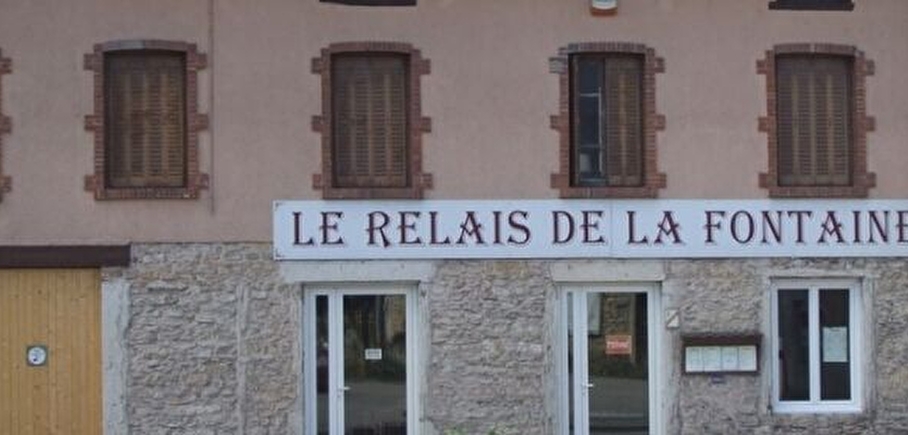 LE RELAIS DE LA FONTAINE